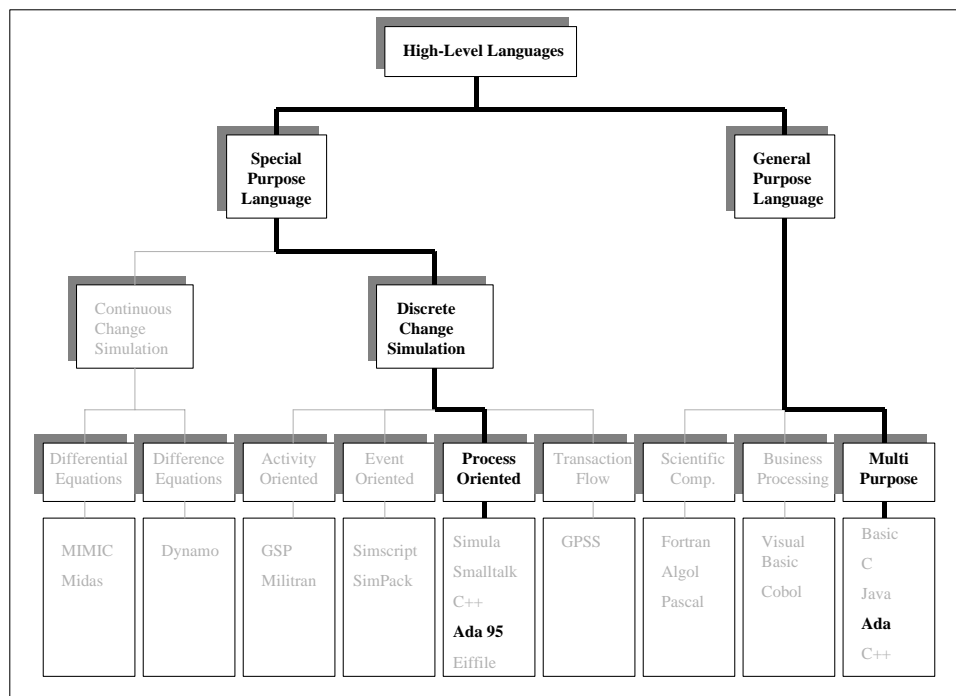 High-Level Languages
Special
Purpose
Language
General
Purpose
Language
Continuous
Change
Simulation
Discrete
Change
Simulation
Differential
Equations
Difference
Equations
Activity
Oriented
Event
Oriented
Process
Oriented
Transaction
Flow
Scientific
Comp.
Business
Processing
Multi
Purpose
MIMIC
Midas
Dynamo
GSP
Militran
Simscript
SimPack
Simula
Smalltalk
C++
Ada 95
Eiffile
GPSS
Fortran
Algol
Pascal
Visual
Basic
Cobol
Basic
C
Java
Ada
C++